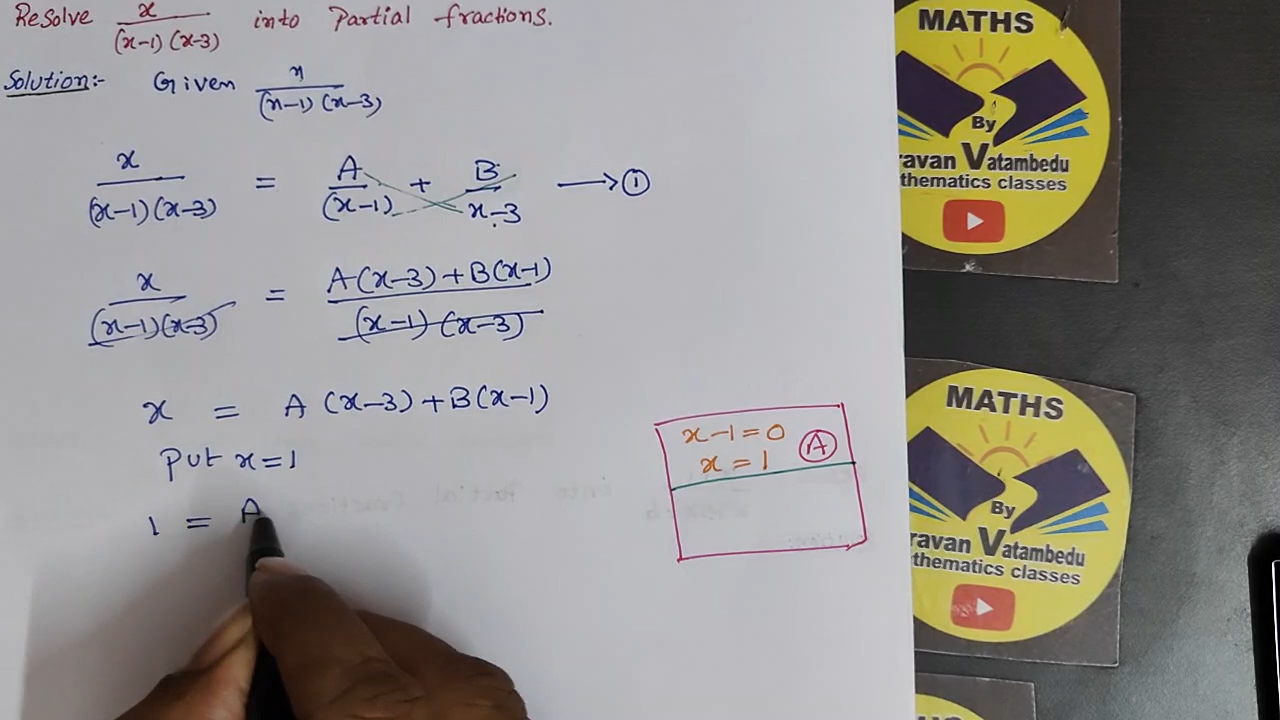 Resolve x/((x-1)(x-3)) into Partial fractions.
Solution:- Given x/((x-1)(x-3))
x/((x-1)(x-3)) = A/(x-1) + B/(x-3) ⟶ ①
x/((x-1)(x-3)) = (A(x-3)+B(x-1))/((x-1)(x-3))
x = A(x-3)+B(x-1)
Put x=1
1 = A
x-1=0
x=1 Ⓐ
MATHS
By
ravan Vatambedu
thematics classes
MATHS
By
ravan Vatambedu
thematics classes